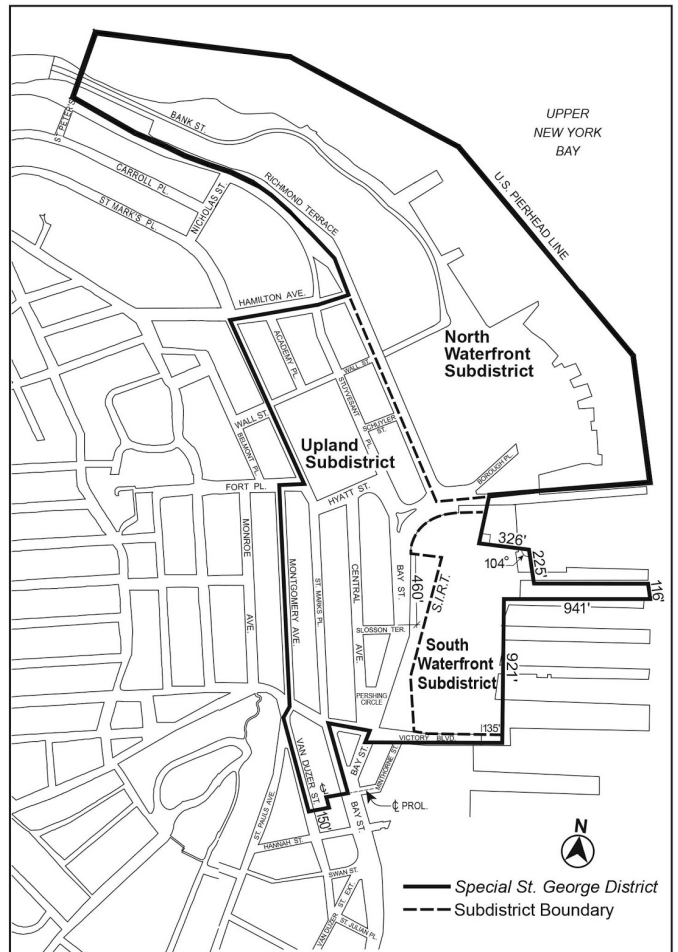 UPPER
NEW YORK
BAY
ST PETER'S
BANK ST.
CARROLL PL.
NICHOLAS ST.
ST MARK'S PL.
RICHMOND TERRACE
U.S. PIERHEAD LINE
HAMILTON AVE.
ACADEMY PL.
WALL ST.
STUYVESANT
PL.
SCHUYLER
ST.
North
Waterfront
Subdistrict
WALL ST.
BELMONT PL.
Upland
Subdistrict
FORT PL.
HYATT ST.
BOROUGH PL.
MONROE
AVE.
MONTGOMERY AVE.
ST MARKS PL.
CENTRAL
AVE.
BAY ST.
460'
S.I.R.T.
326'
104°
225'
116'
941'
921'
SLOSSON TER.
South
Waterfront
Subdistrict
PERSHING
CIRCLE
135'
VICTORY BLVD.
VAN DUZER ST.
BAY ST.
MINTHORNE ST.
℄ PROL.
℄
150'
BAY ST.
ST. PAULS AVE.
HANNAH ST.
SWAN ST.
VAN DUZER
ST. EXT.
ST. JULIAN PL.
N
Special St. George District
Subdistrict Boundary